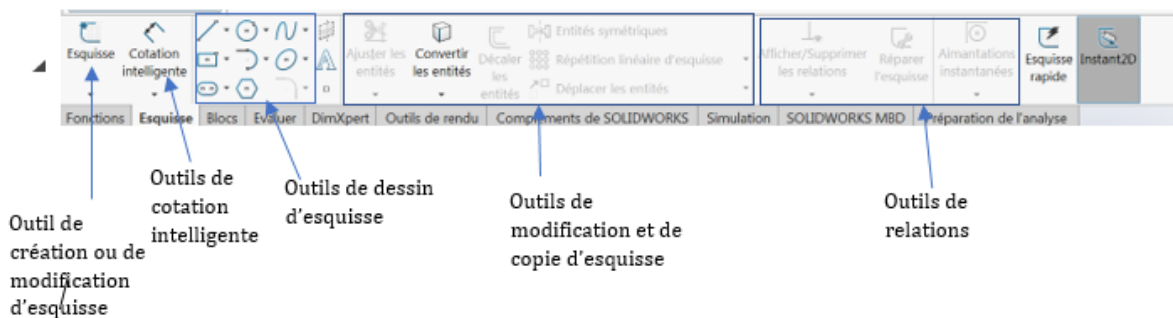 Esquisse
Cotation
intelligente
Ajuster les
entités
Convertir
les entités
Décaler
les
entités
Entités symétriques
Répétition linéaire d'esquisse
Déplacer les entités
Afficher/Supprimer
les relations
Réparer
l'esquisse
Aimantations
instantanées
Esquisse
rapide
Instant2D
Fonctions Esquisse Blocs Evaluer DimXpert Outils de rendu Compléments de SOLIDWORKS Simulation SOLIDWORKS MBD Préparation de l'analyse
Outil de
création ou de
modification
d'esquisse
Outils de
cotation
intelligente
Outils de dessin
d'esquisse
Outils de
modification et de
copie d'esquisse
Outils de
relations